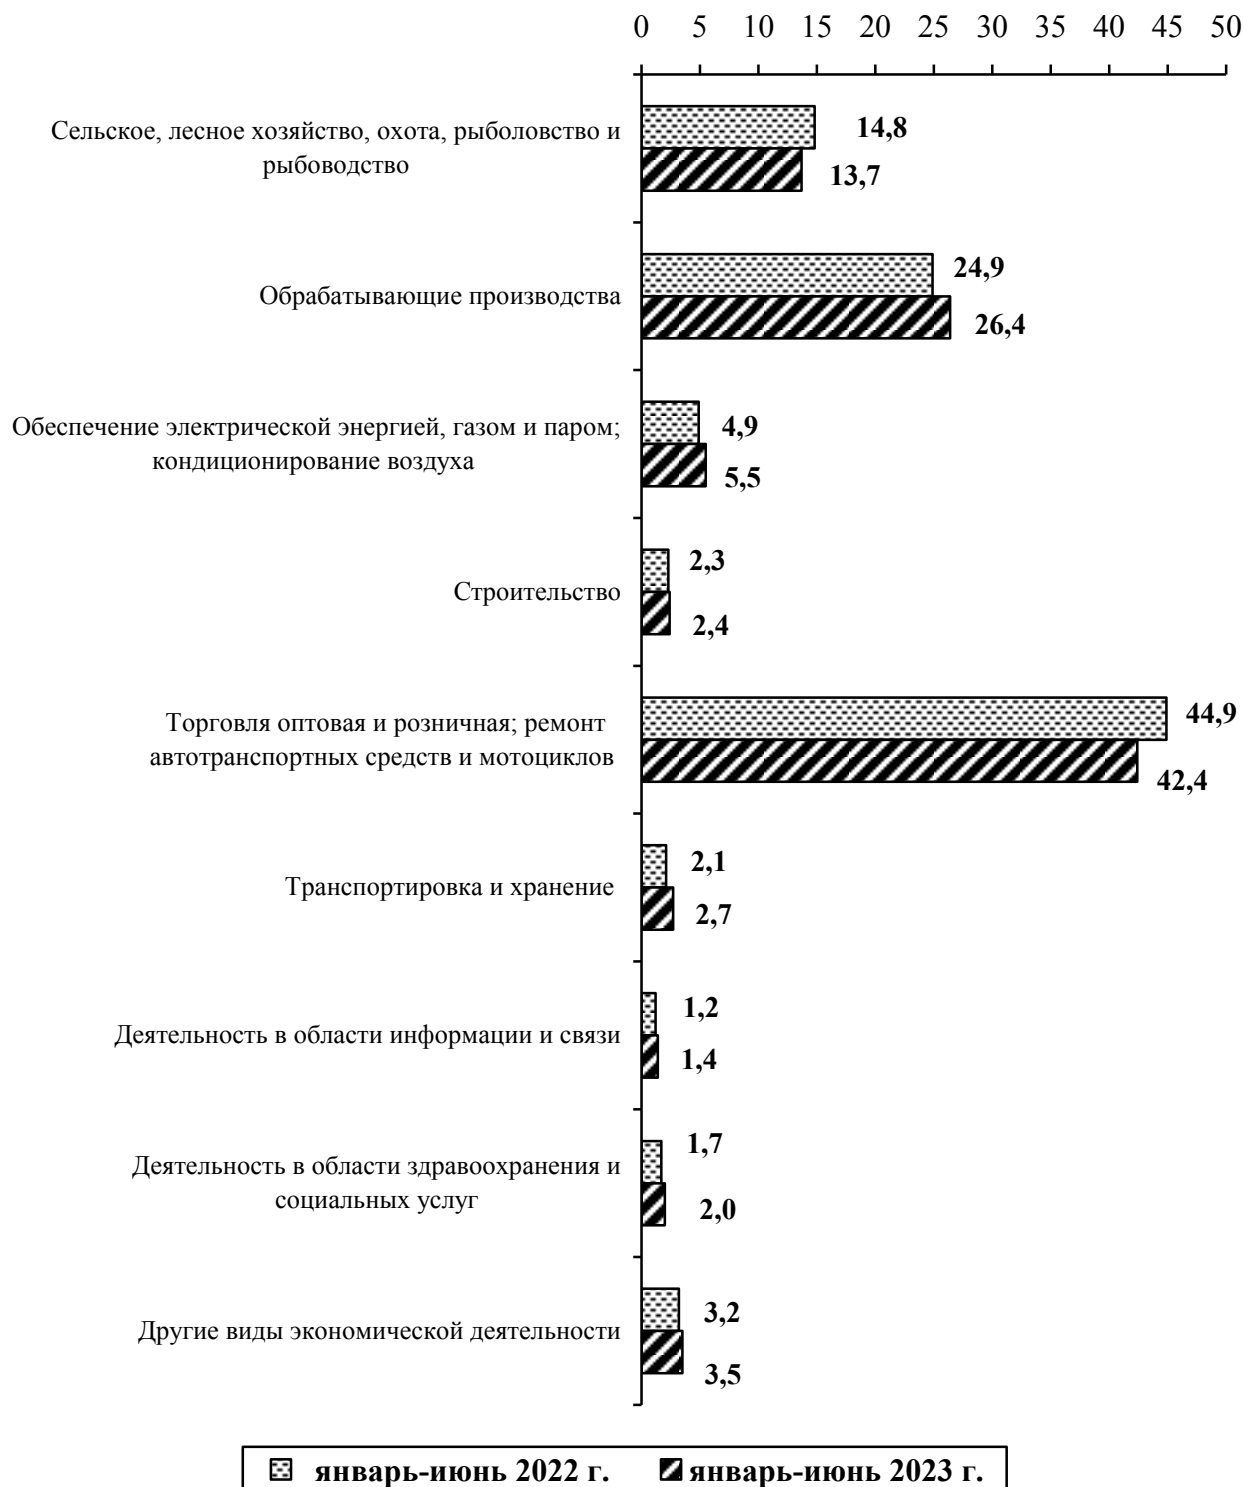 0 5 10 15 20 25 30 35 40 45 50
Сельское, лесное хозяйство, охота, рыболовство и
рыбоводство
14,8
13,7
Обрабатывающие производства
24,9
26,4
Обеспечение электрической энергией, газом и паром;
кондиционирование воздуха
4,9
5,5
Строительство
2,3
2,4
Торговля оптовая и розничная; ремонт
автотранспортных средств и мотоциклов
44,9
42,4
Транспортировка и хранение
2,1
2,7
Деятельность в области информации и связи
1,2
1,4
Деятельность в области здравоохранения и
социальных услуг
1,7
2,0
Другие виды экономической деятельности
3,2
3,5
январь-июнь 2022 г. январь-июнь 2023 г.